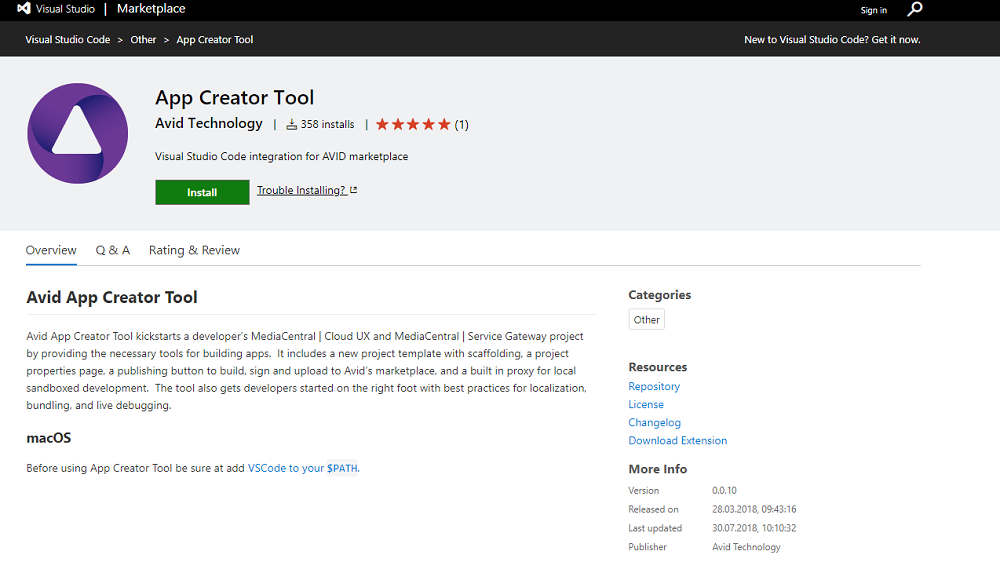 Visual Studio | Marketplace
Sign in
Visual Studio Code > Other > App Creator Tool
New to Visual Studio Code? Get it now.
App Creator Tool
Avid Technology | 358 installs | (1)
Visual Studio Code integration for AVID marketplace
Install
Trouble Installing?
Overview Q & A Rating & Review
Avid App Creator Tool
Avid App Creator Tool kickstarts a developer's MediaCentral | Cloud UX and MediaCentral | Service Gateway project
by providing the necessary tools for building apps. It includes a new project template with scaffolding, a project
properties page, a publishing button to build, sign and upload to Avid's marketplace, and a built in proxy for local
sandboxed development. The tool also gets developers started on the right foot with best practices for localization,
bundling, and live debugging.
macOS
Before using App Creator Tool be sure at add VSCode to your $PATH.
Categories
Other
Resources
Repository
License
Changelog
Download Extension
More Info
Version 0.0.10
Released on 28.03.2018, 09:43:16
Last updated 30.07.2018, 10:10:32
Publisher Avid Technology